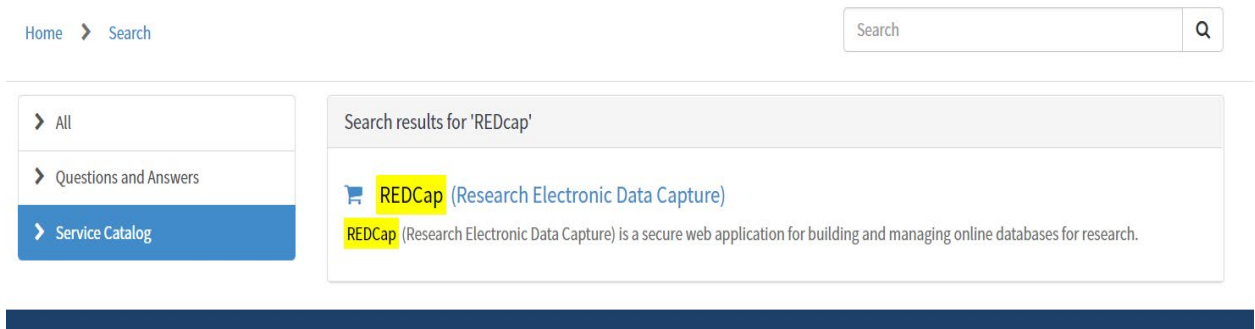 Home Search
Search
All
Questions and Answers
Service Catalog
Search results for 'REDcap'
REDCap (Research Electronic Data Capture)
REDCap (Research Electronic Data Capture) is a secure web application for building and managing online databases for research.